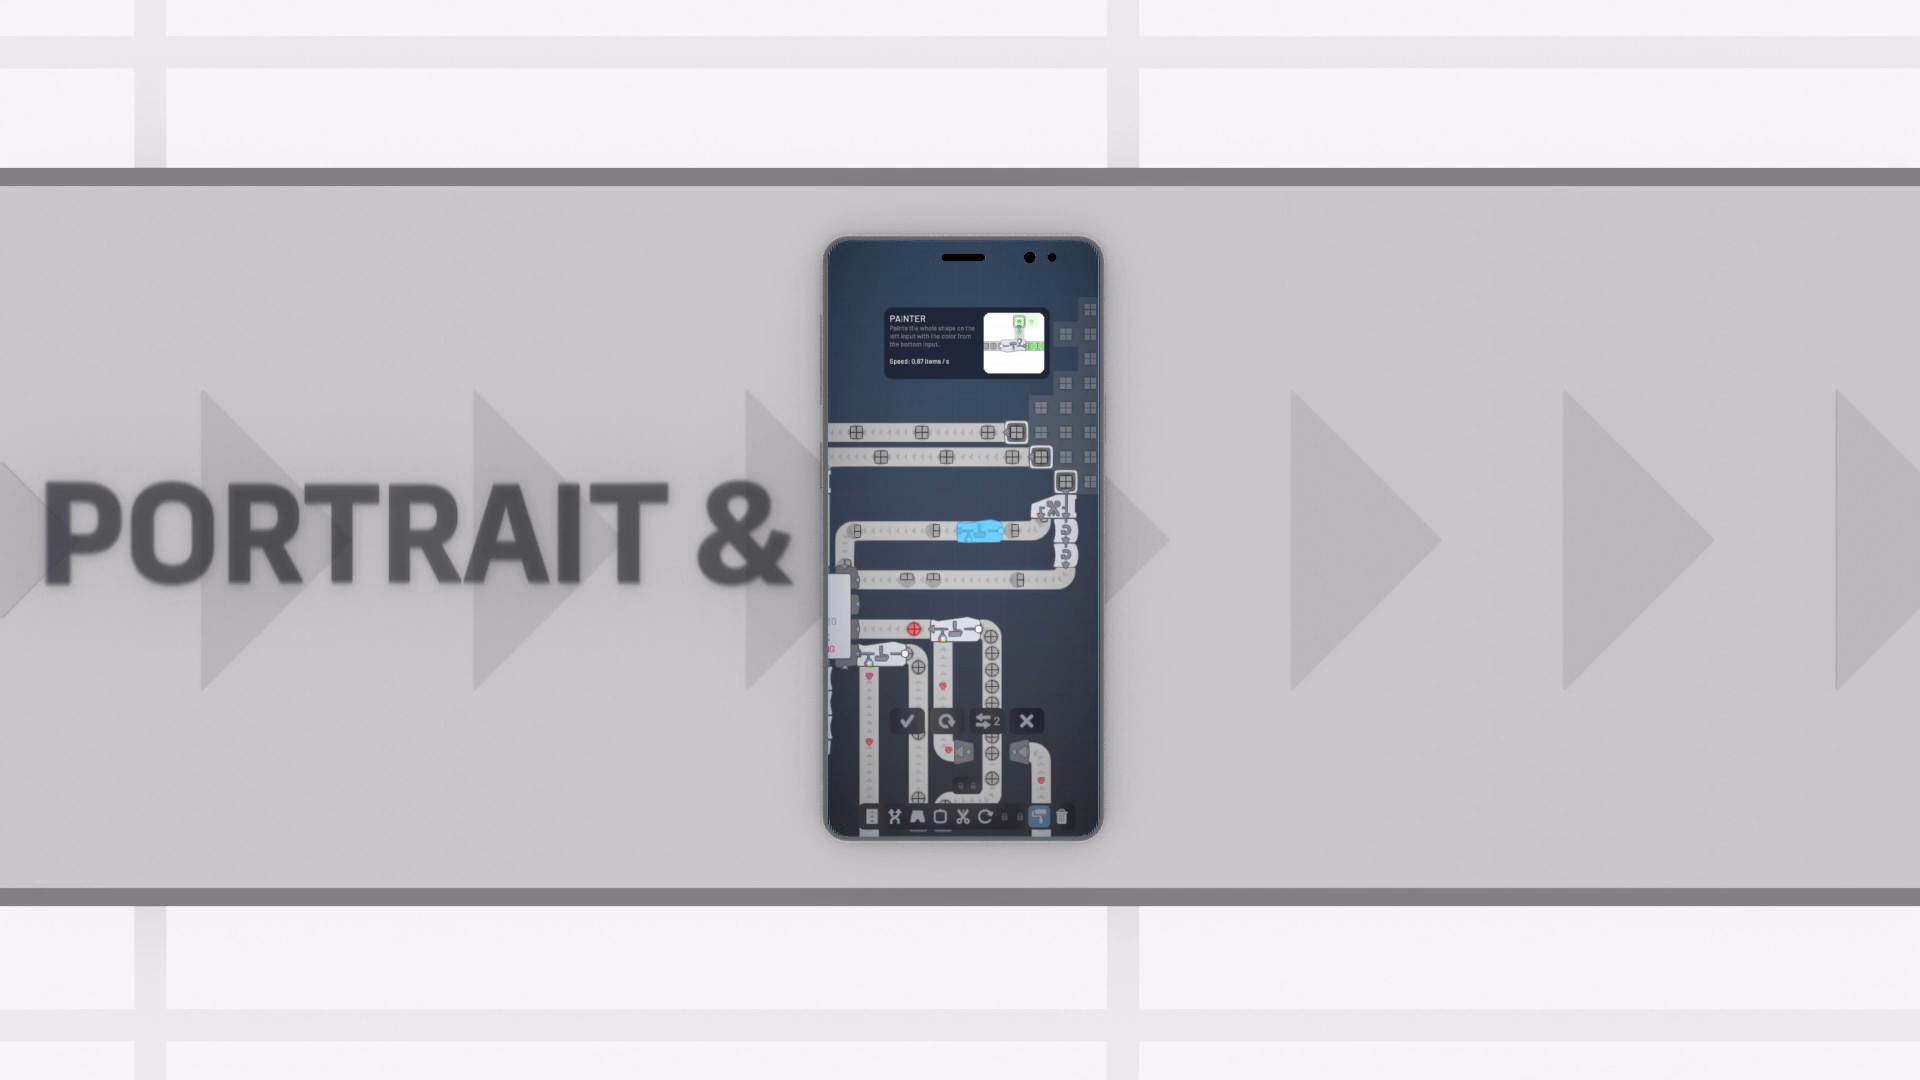 PORTRAIT &
PAINTER
Paints the whole shape on the
left input with the color from
the bottom input.
Speed: 0.67 items / s
2